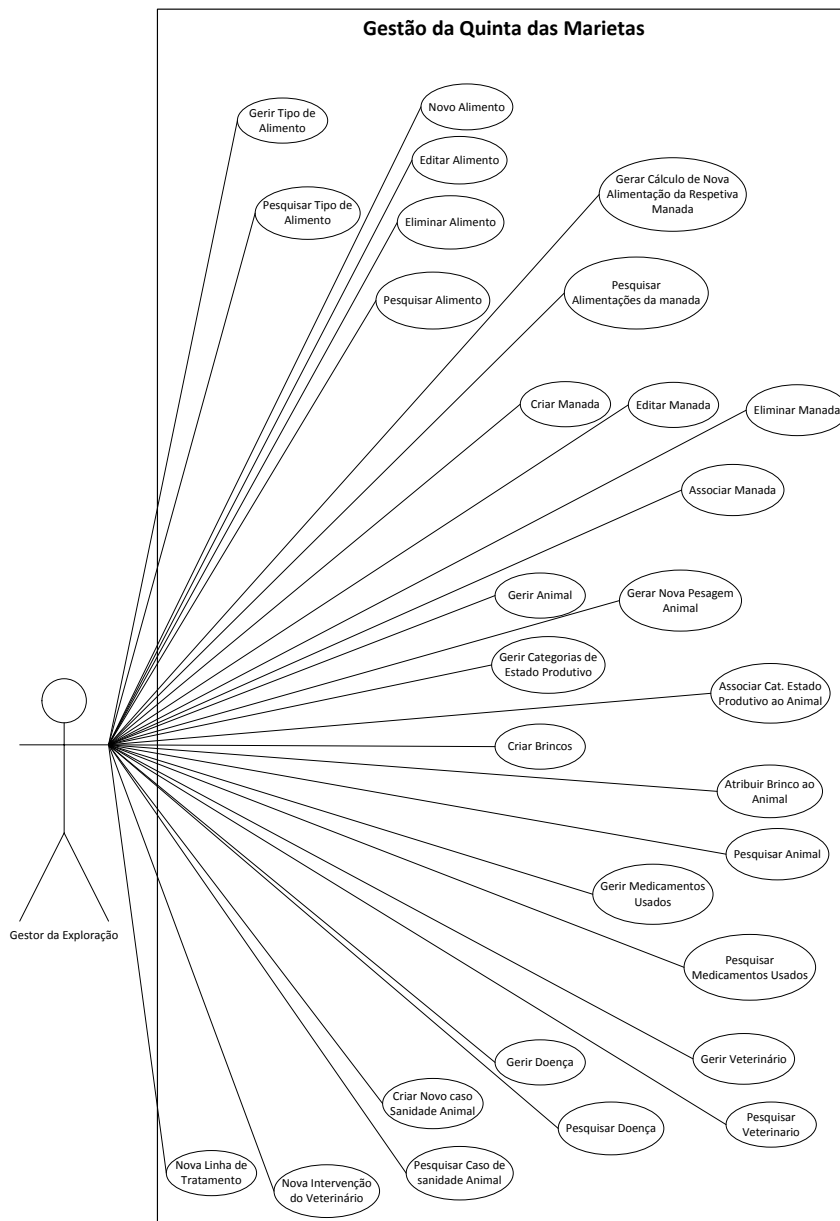 Gestão da Quinta das Marietas
Novo Alimento
Gerir Tipo de
Alimento
Editar Alimento
Gerar Cálculo de Nova
Alimentação da Respetiva
Manada
Pesquisar Tipo de
Alimento
Eliminar Alimento
Pesquisar
Alimentações da manada
Pesquisar Alimento
Criar Manada
Editar Manada
Eliminar Manada
Associar Manada
Gerir Animal
Gerar Nova Pesagem
Animal
Gerir Categorias de
Estado Produtivo
Associar Cat. Estado
Produtivo ao Animal
Criar Brincos
Atribuir Brinco ao
Animal
Pesquisar Animal
Gerir Medicamentos
Usados
Gestor da Exploração
Pesquisar
Medicamentos Usados
Gerir Doença
Gerir Veterinário
Criar Novo caso
Sanidade Animal
Pesquisar Doença
Pesquisar
Veterinario
Nova Linha de
Tratamento
Nova Intervenção
do Veterinário
Pesquisar Caso de
sanidade Animal